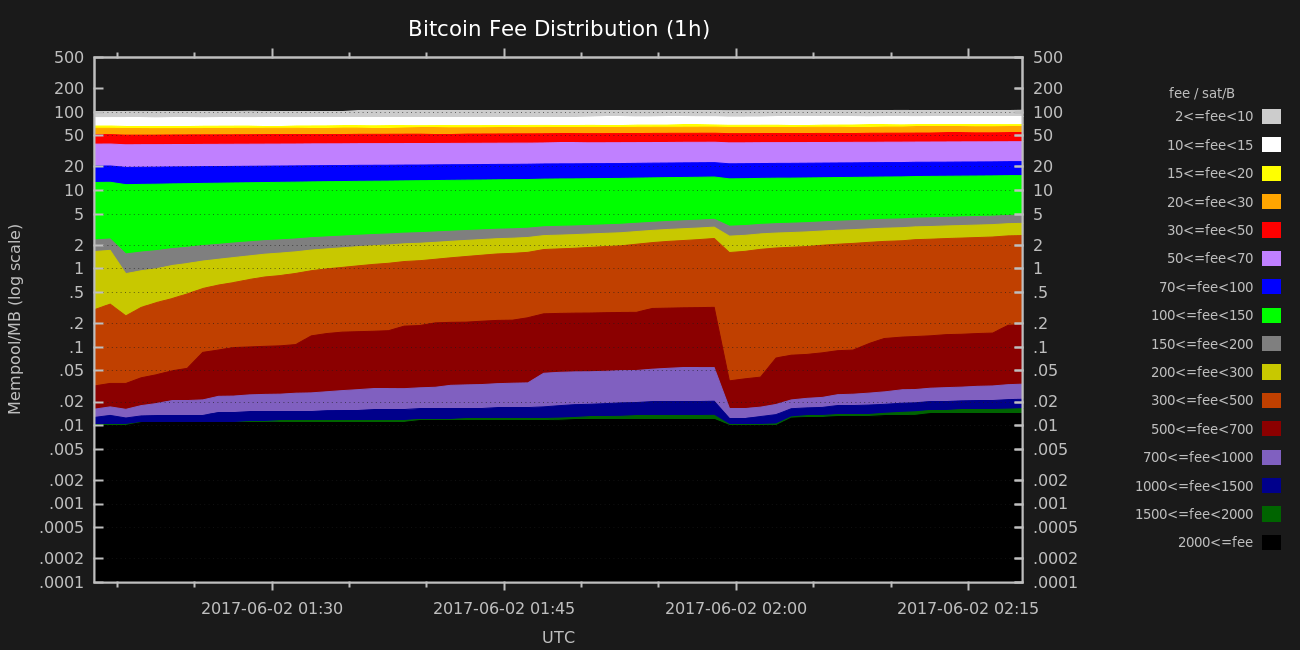 Bitcoin Fee Distribution (1h)
500
200
100
50
20
10
5
2
1
.5
.2
.1
.05
.02
.01
.005
.002
.001
.0005
.0002
.0001
Mempool/MB (log scale)
500
200
100
50
20
10
5
2
1
.5
.2
.1
.05
.02
.01
.005
.002
.001
.0005
.0002
.0001
2017-06-02 01:30
2017-06-02 01:45
2017-06-02 02:00
2017-06-02 02:15
UTC
fee / sat/B
2<=fee<10
10<=fee<15
15<=fee<20
20<=fee<30
30<=fee<50
50<=fee<70
70<=fee<100
100<=fee<150
150<=fee<200
200<=fee<300
300<=fee<500
500<=fee<700
700<=fee<1000
1000<=fee<1500
1500<=fee<2000
2000<=fee